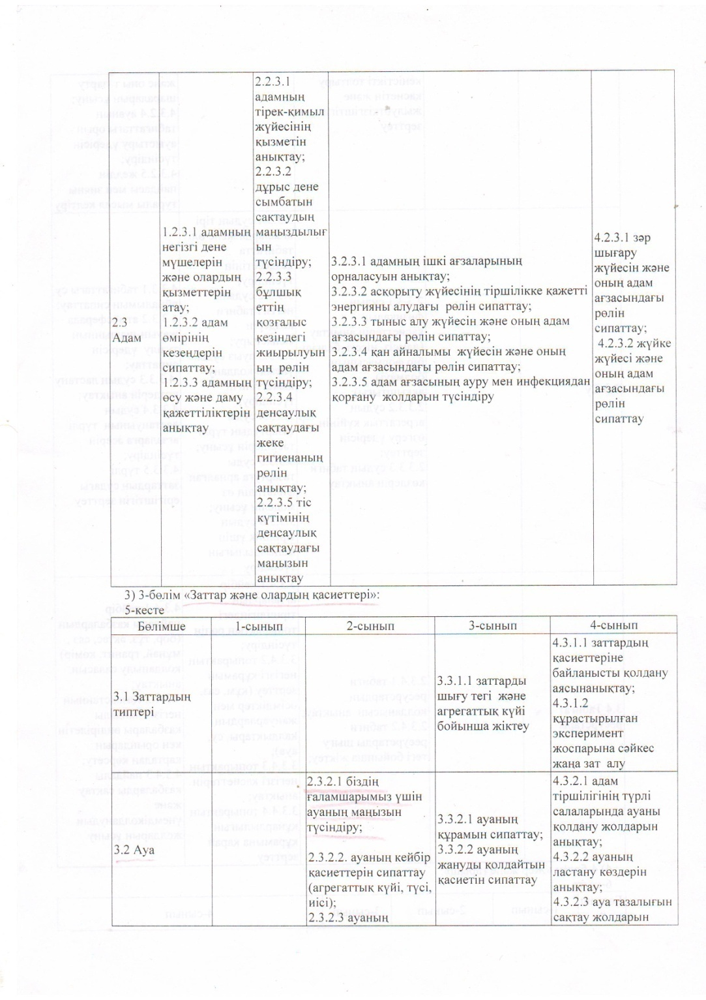 2.3
Адам
1.2.3.1 адамның
негізгі дене
мүшелерін
және олардың
қызметтерін
атау;
1.2.3.2 адам
өмірінің
кезеңдерін
сипаттау;
1.2.3.3 адамның
өсу және даму
қажеттіліктерін
анықтау
2.2.3.1
адамның
тірек-қимыл
жүйесінің
қызметін
анықтау;
2.2.3.2
дұрыс дене
сымбатын
сақтаудың
маңыздылығ
ын
түсіндіру;
2.2.3.3
бұлшық
еттің
қозғалыс
кезіндегі
жиырылуын
ың рөлін
түсіндіру;
2.2.3.4
денсаулық
сақтаудағы
жеке
гигиенаның
рөлін
анықтау;
2.2.3.5 тіс
күтімінің
денсаулық
сақтаудағы
маңызын
анықтау
3.2.3.1 адамның ішкі ағзаларының
орналасуын анықтау;
3.2.3.2 асқорыту жүйесінің тіршілікке қажетті
энергияны алудағы рөлін сипаттау;
3.2.3.3 тыныс алу жүйесін және оның адам
ағзасындағы рөлін сипаттау;
3.2.3.4 қан айналымы жүйесін және оның
адам ағзасындағы рөлін сипаттау;
3.2.3.5 адам ағзасының ауру мен инфекциядан
қорғану жолдарын түсіндіру
4.2.3.1 зәр
шығару
жүйесін және
оның адам
ағзасындағы
рөлін
сипаттау;
4.2.3.2 жүйке
жүйесі және
оның адам
ағзасындағы
рөлін
сипаттау
3) 3-бөлім «Заттар және олардың қасиеттері»:
5-кесте
Бөлімше 1-сынып 2-сынып 3-сынып 4-сынып
3.1 Заттардың
типтері
3.3.1.1 заттарды
шығу тегі және
агрегаттық күйі
бойынша жіктеу
4.3.1.1 заттардың
қасиеттеріне
байланысты қолдану
аясынанықтау;
4.3.1.2
құрастырылған
эксперимент
жоспарына сәйкес
жаңа зат алу
3.2 Ауа
2.3.2.1 біздің
ғаламшарымыз үшін
ауаның маңызын
түсіндіру;
2.3.2.2. ауаның кейбір
қасиеттерін сипаттау
(агрегаттық күйі, түсі,
иісі);
2.3.2.3 ауаның
3.3.2.1 ауаның
құрамын сипаттау;
3.3.2.2 ауаның
жануды қолдайтын
қасиетін сипаттау
4.3.2.1 адам
тіршілігінің түрлі
салаларында ауаны
қолдану жолдарын
анықтау;
4.3.2.2 ауаның
ластану көздерін
анықтау;
4.3.2.3 ауа тазалығын
сақтау жолдарын